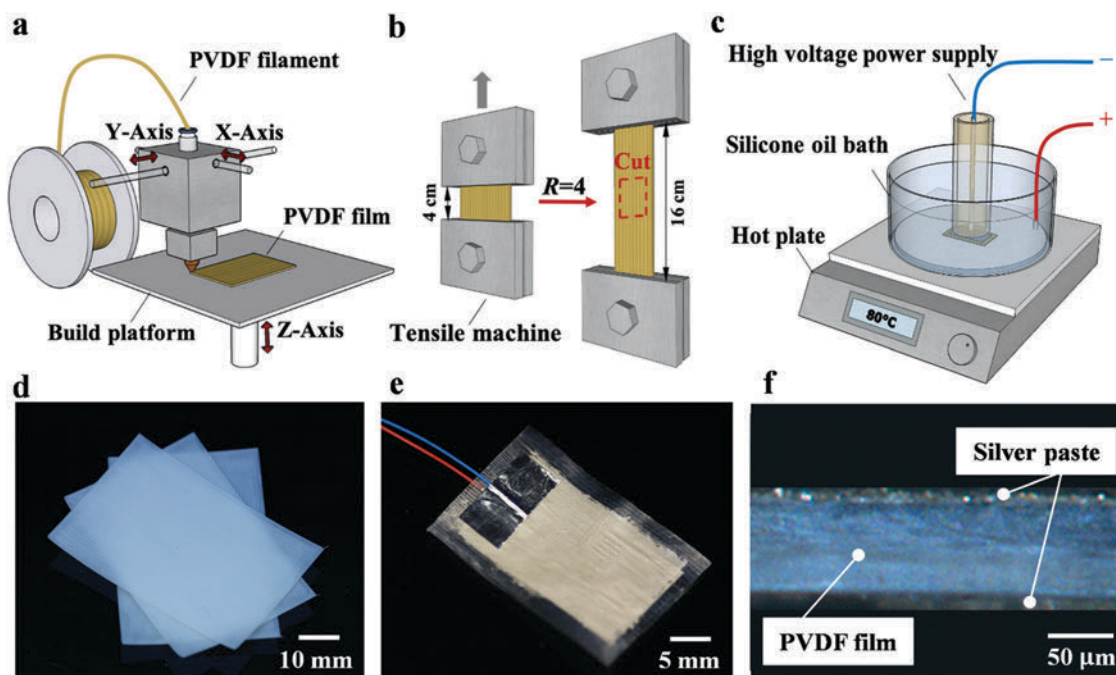 a
PVDF filament
Y-Axis
X-Axis
PVDF film
Build platform
Z-Axis
b
4 cm
R=4
Cut
16 cm
Tensile machine
c
High voltage power supply
−
+
Silicone oil bath
Hot plate
80°C
d
10 mm
e
5 mm
f
Silver paste
PVDF film
50 μm